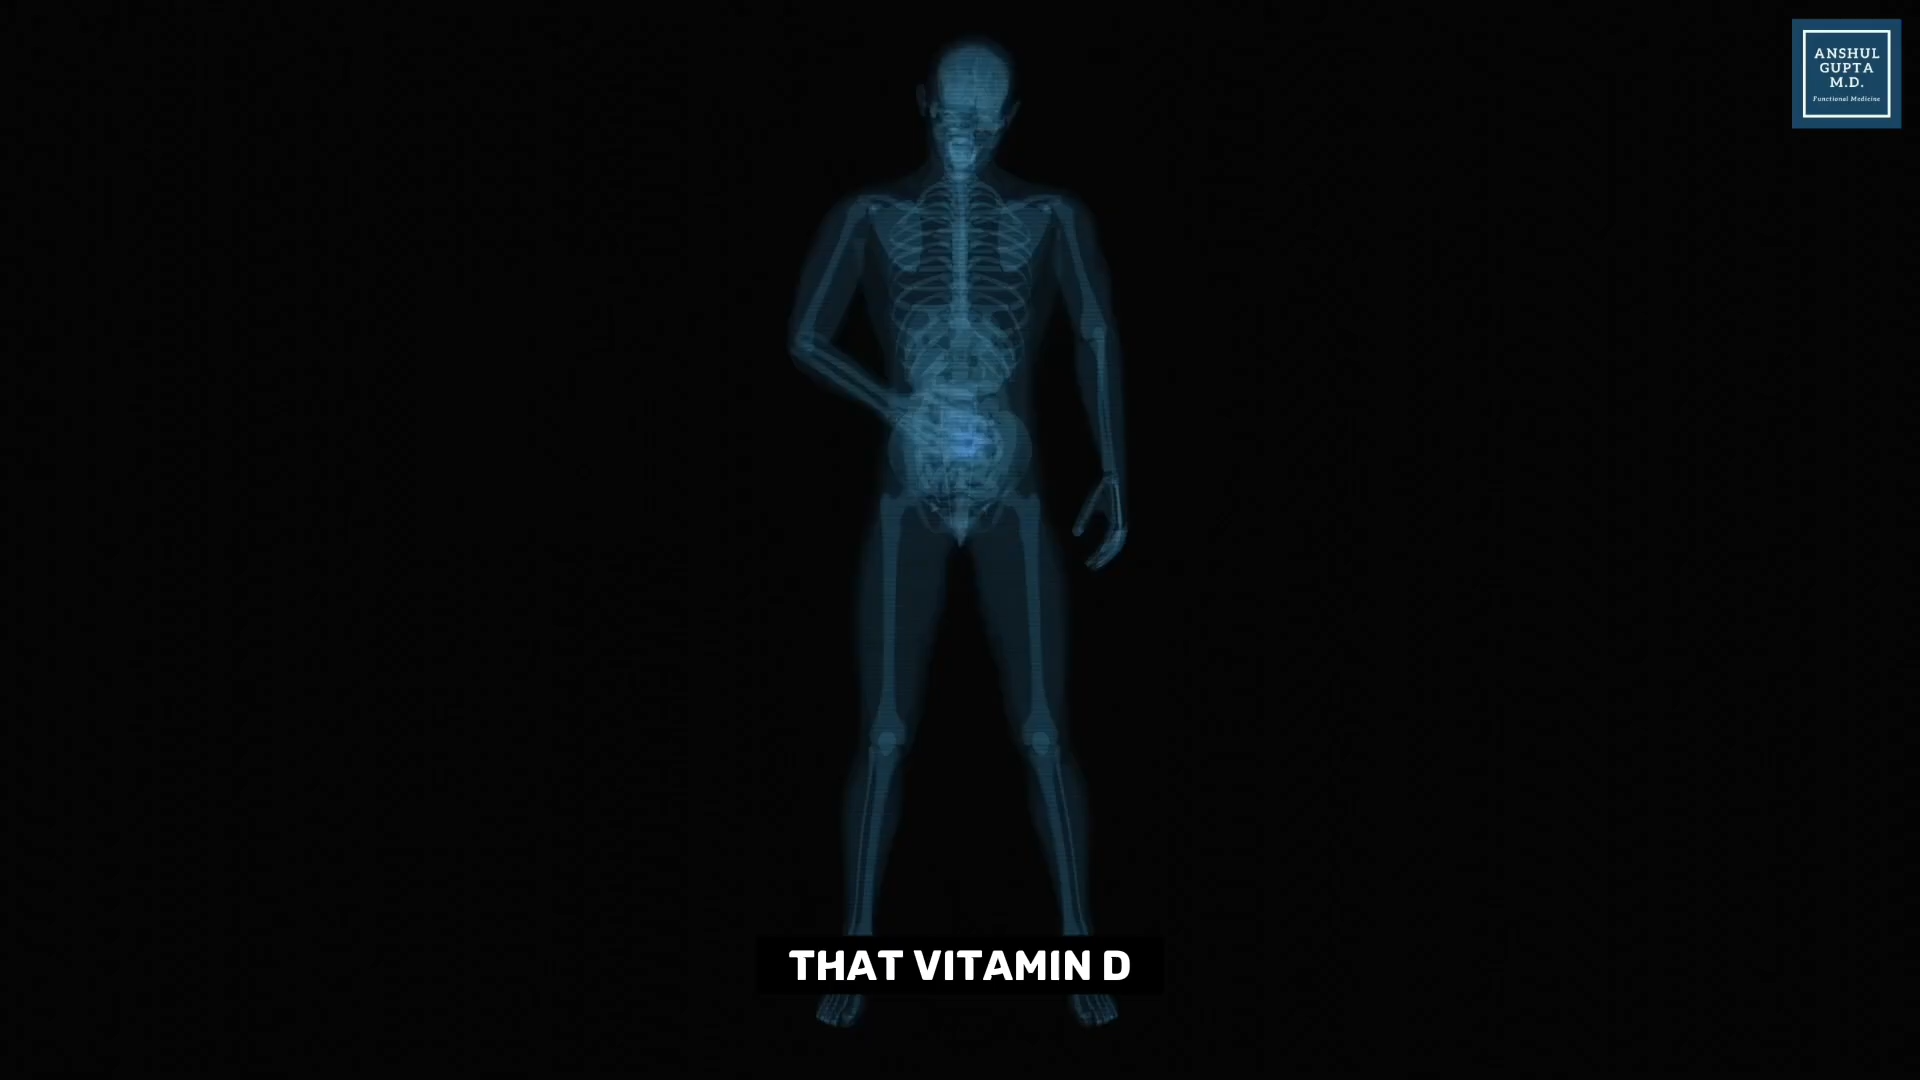 ANSHUL
GUPTA
M.D.
Functional Medicine
THAT VITAMIN D